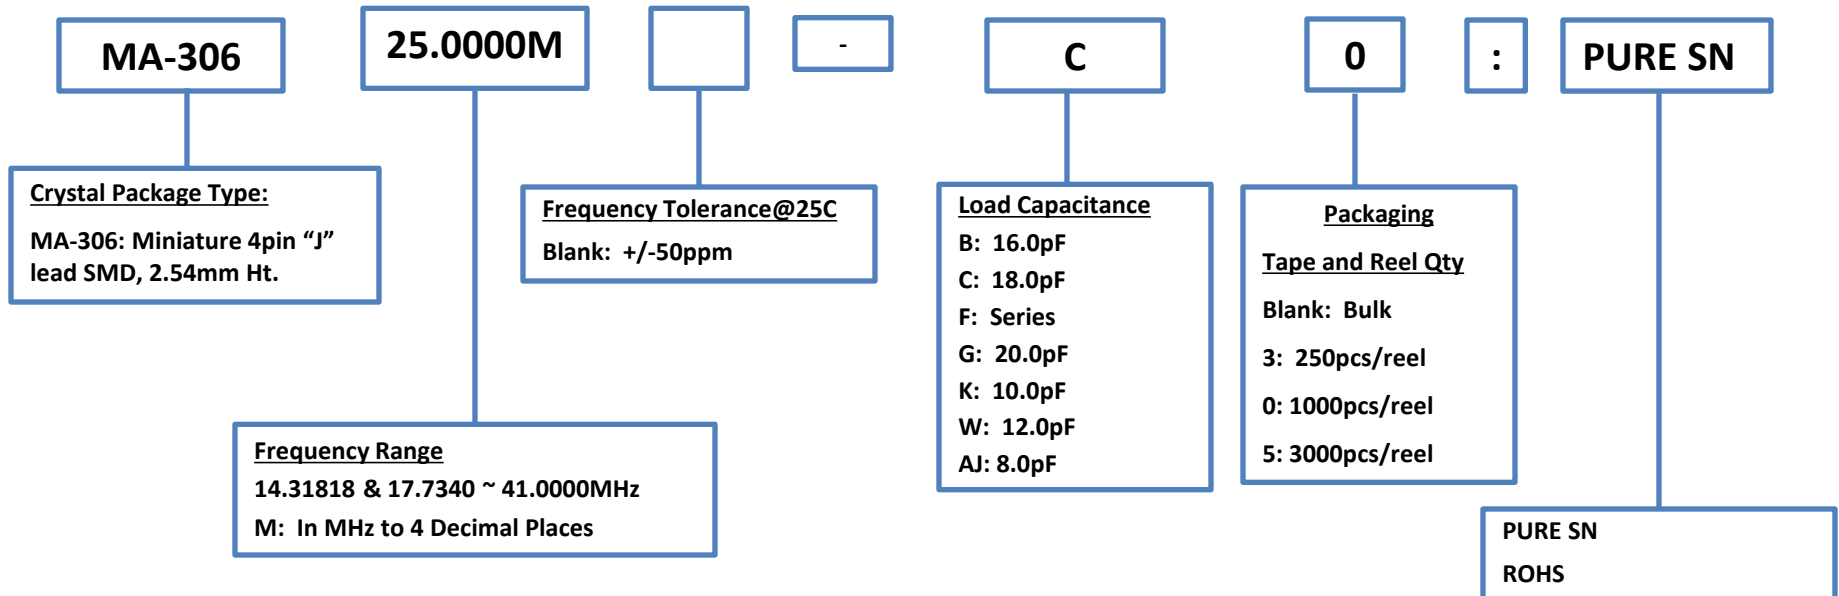 MA-306
25.0000M
-
C
0
:
PURE SN
Crystal Package Type:
MA-306: Miniature 4pin “J”
lead SMD, 2.54mm Ht.
Frequency Range
14.31818 & 17.7340 ~ 41.0000MHz
M: In MHz to 4 Decimal Places
Frequency Tolerance@25C
Blank: +/-50ppm
Load Capacitance
B: 16.0pF
C: 18.0pF
F: Series
G: 20.0pF
K: 10.0pF
W: 12.0pF
AJ: 8.0pF
Packaging
Tape and Reel Qty
Blank: Bulk
3: 250pcs/reel
0: 1000pcs/reel
5: 3000pcs/reel
PURE SN
ROHS